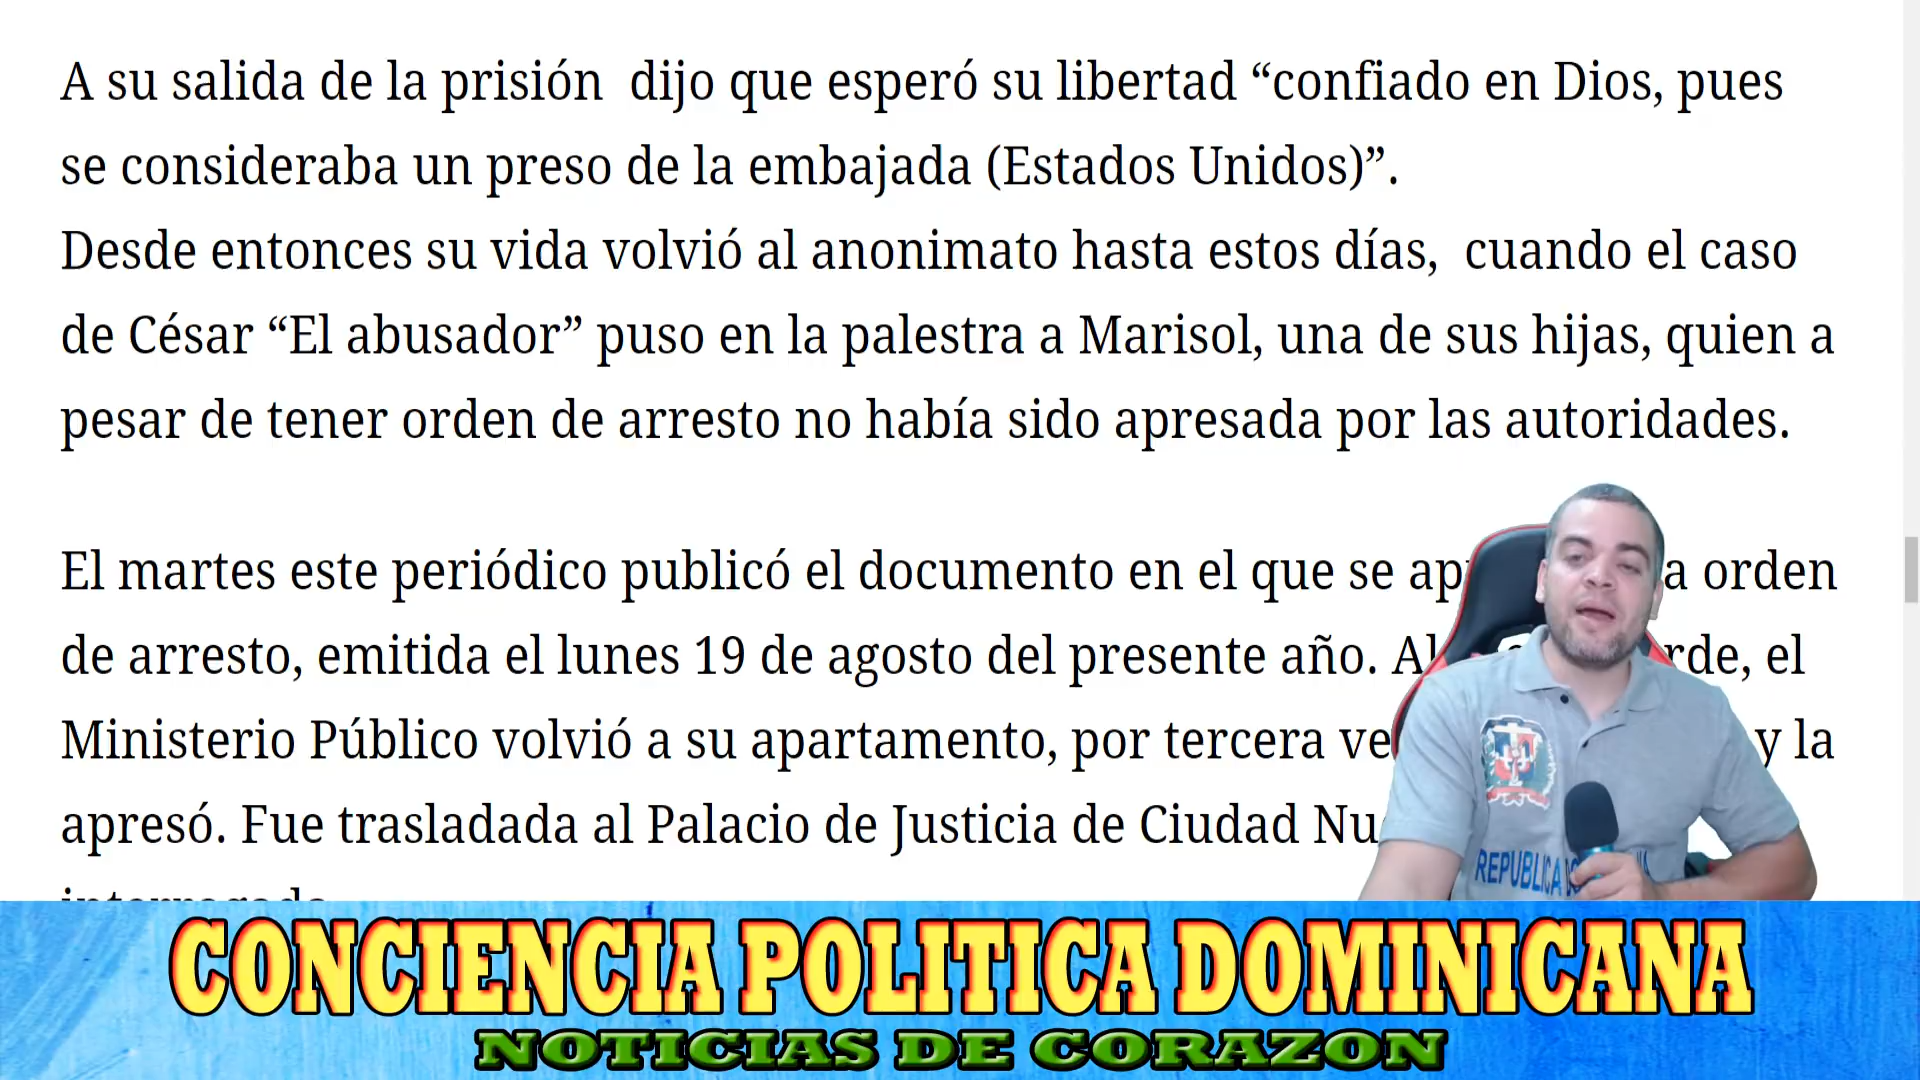 A su salida de la prisión dijo que esperó su libertad “confiado en Dios, pues
se consideraba un preso de la embajada (Estados Unidos)”.
Desde entonces su vida volvió al anonimato hasta estos días, cuando el caso
de César “El abusador” puso en la palestra a Marisol, una de sus hijas, quien a
pesar de tener orden de arresto no había sido apresada por las autoridades.
El martes este periódico publicó el documento en el que se orden
de arresto, emitida el lunes 19 de agosto del presente año. el
Ministerio Público volvió a su apartamento, por tercera y la
apresó. Fue trasladada al Palacio de Justicia de Ciudad
REPUBLICA
CONCIENCIA POLITICA DOMINICANA
NOTICIAS DE CORAZON